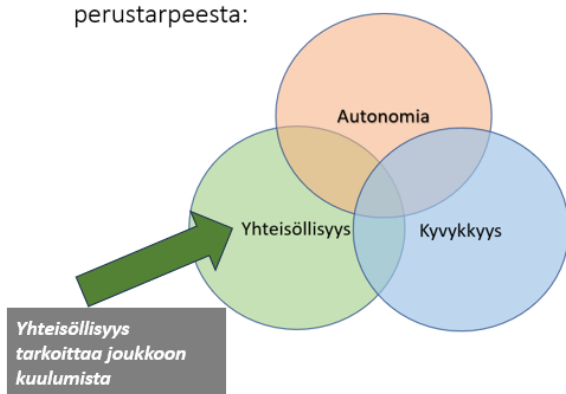 perustarpeesta:
Autonomia
Yhteisöllisyys
Kyvykkyys
Yhteisöllisyys
tarkoittaa joukkoon
kuulumista